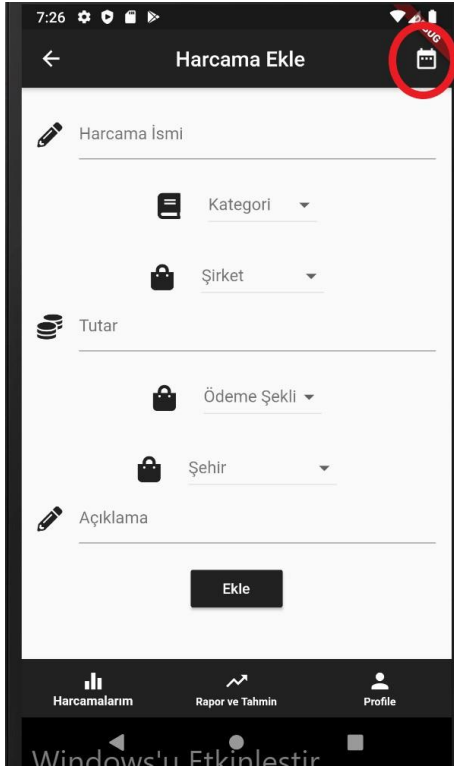 7:26
Harcama Ekle
Harcama İsmi
Kategori
Şirket
Tutar
Ödeme Şekli
Şehir
Açıklama
Ekle
Harcamalarım Rapor ve Tahmin Profile
Windows'u Etkinleştir